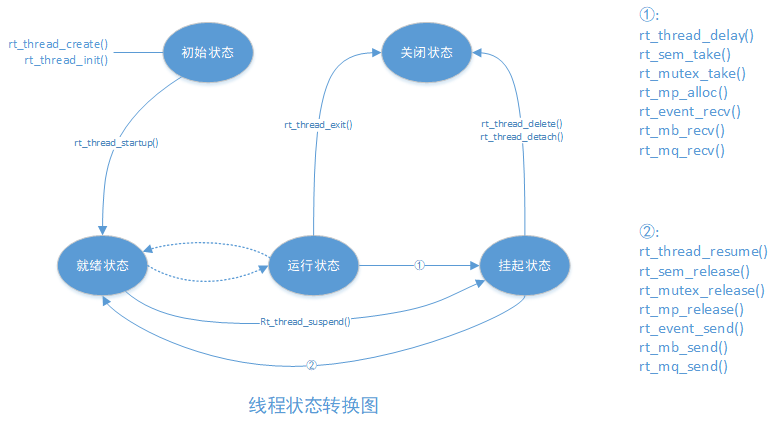 rt_thread_create()
rt_thread_init()
初始状态
关闭状态
rt_thread_startup()
rt_thread_exit()
rt_thread_delete()
rt_thread_detach()
就绪状态
运行状态
①
挂起状态
Rt_thread_suspend()
②
线程状态转换图
①:
rt_thread_delay()
rt_sem_take()
rt_mutex_take()
rt_mp_alloc()
rt_event_recv()
rt_mb_recv()
rt_mq_recv()
②:
rt_thread_resume()
rt_sem_release()
rt_mutex_release()
rt_mp_release()
rt_event_send()
rt_mb_send()
rt_mq_send()